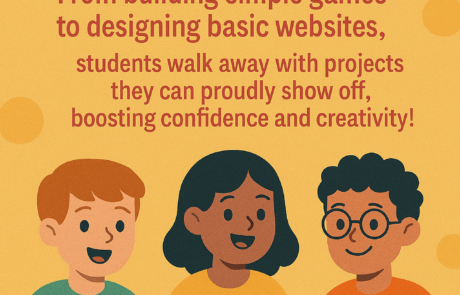 From building simple games
to designing basic websites,
students walk away with projects
they can proudly show off,
boosting confidence and creativity!